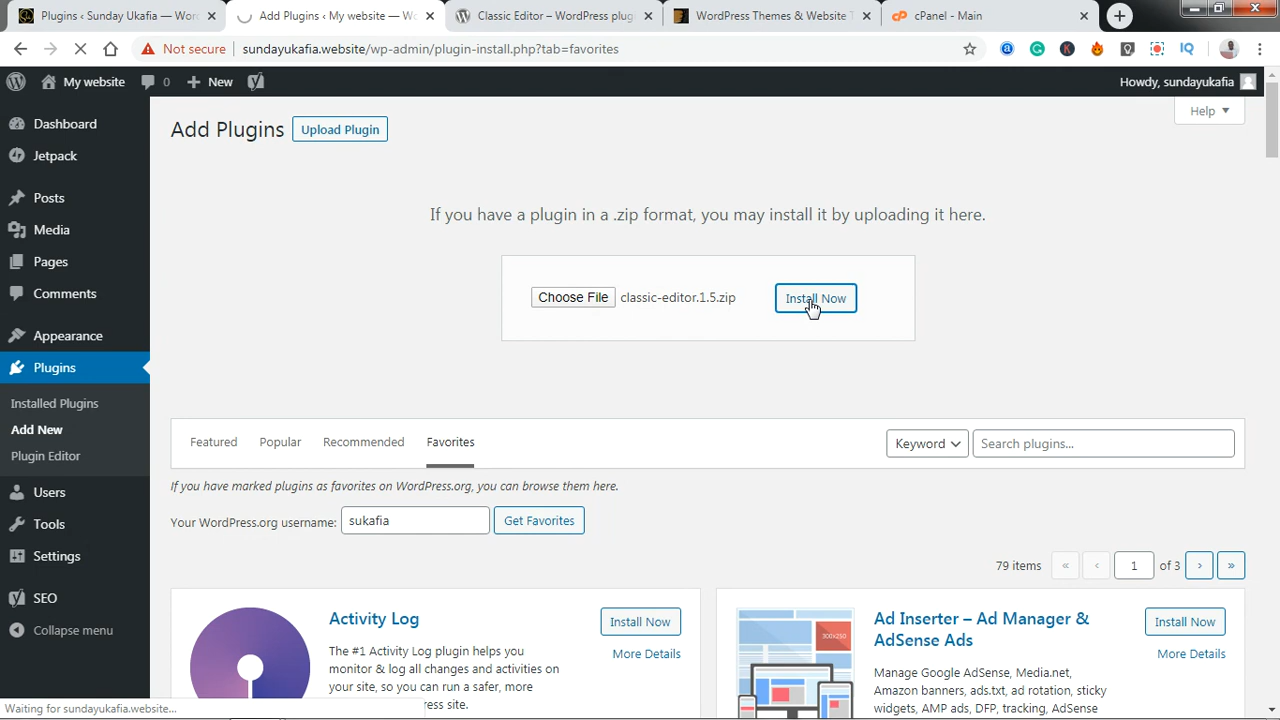 Plugins ‹ Sunday Ukafia — Wor
Add Plugins ‹ My website — Wo
Classic Editor – WordPress plug
WordPress Themes & Website T
cPanel - Main
Not secure
sundayukafia.website/wp-admin/plugin-install.php?tab=favorites
My website
0
New
Howdy, sundayukafia
Dashboard
Jetpack
Posts
Media
Pages
Comments
Appearance
Plugins
Installed Plugins
Add New
Plugin Editor
Users
Tools
Settings
SEO
Collapse menu
Help
Add Plugins
Upload Plugin
If you have a plugin in a .zip format, you may install it by uploading it here.
Choose File classic-editor.1.5.zip
Install Now
Featured
Popular
Recommended
Favorites
Keyword
Search plugins...
If you have marked plugins as favorites on WordPress.org, you can browse them here.
Your WordPress.org username: sukafia
Get Favorites
79 items « ‹ 1 of 3 › »
Activity Log
Install Now
More Details
The #1 Activity Log plugin helps you
monitor & log all changes and activities on
your site, so you can run a safer, more
press site.
300x250
Ad Inserter – Ad Manager &
AdSense Ads
Install Now
More Details
Manage Google AdSense, Media.net,
Amazon banners, ads.txt, ad rotation, sticky
widgets, AMP ads, DFP, tracking, AdSense
Waiting for sundayukafia.website...